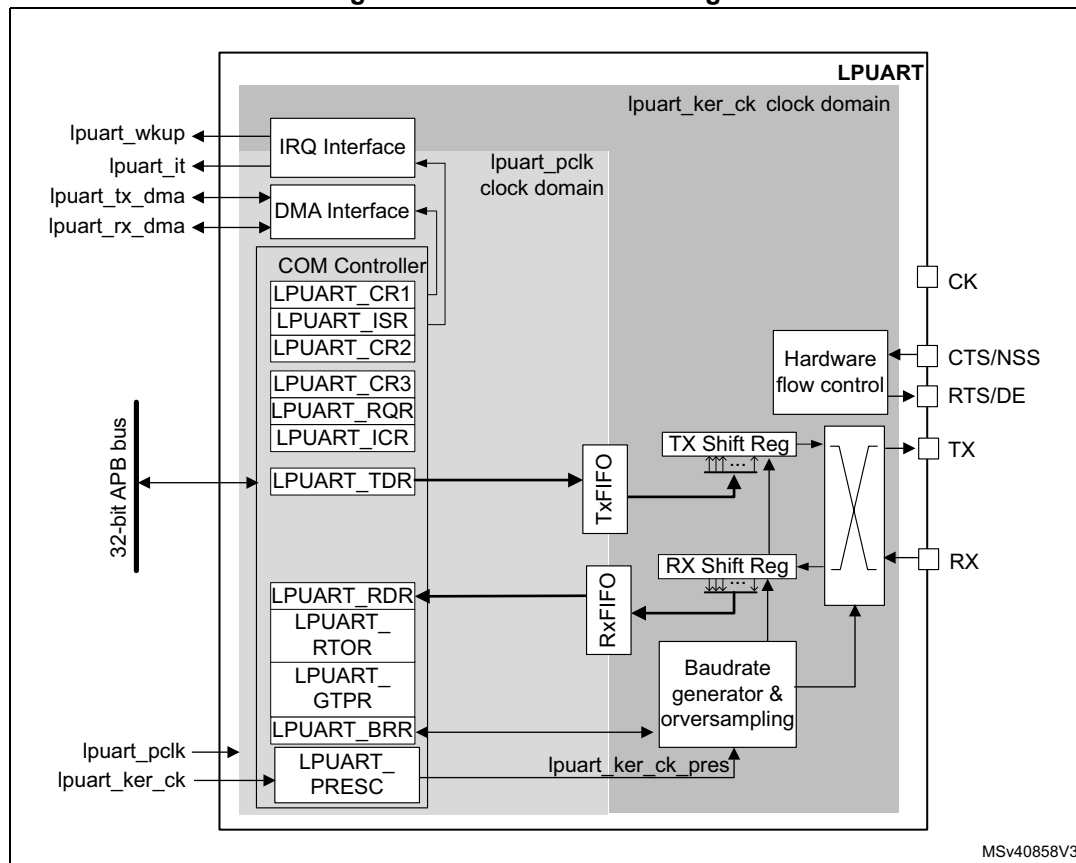 LPUART
lpuart_ker_ck clock domain
lpuart_wkup
lpuart_it
IRQ Interface
lpuart_pclk
clock domain
lpuart_tx_dma
lpuart_rx_dma
DMA Interface
COM Controller
LPUART_CR1
LPUART_ISR
LPUART_CR2
LPUART_CR3
LPUART_RQR
LPUART_ICR
LPUART_TDR
32-bit APB bus
TxFIFO
TX Shift Reg
...
Hardware
flow control
CK
CTS/NSS
RTS/DE
TX
RX
RX Shift Reg
...
RxFIFO
LPUART_RDR
LPUART_
RTOR
LPUART_
GTPR
LPUART_BRR
Baudrate
generator &
orversampling
lpuart_pclk
lpuart_ker_ck
LPUART_
PRESC
lpuart_ker_ck_pres
MSv40858V3